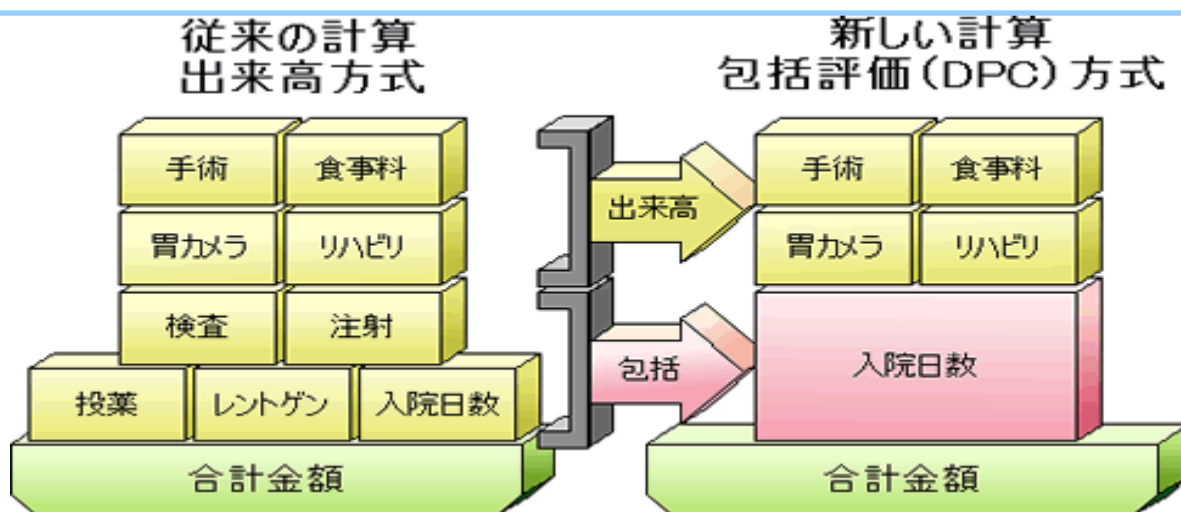 従来の計算
出来高方式
手術 食事料
胃カメラ リハビリ
検査 注射
投薬 レントゲン 入院日数
合計金額
出来高
包括
新しい計算
包括評価(DPC)方式
手術 食事料
胃カメラ リハビリ
入院日数
合計金額